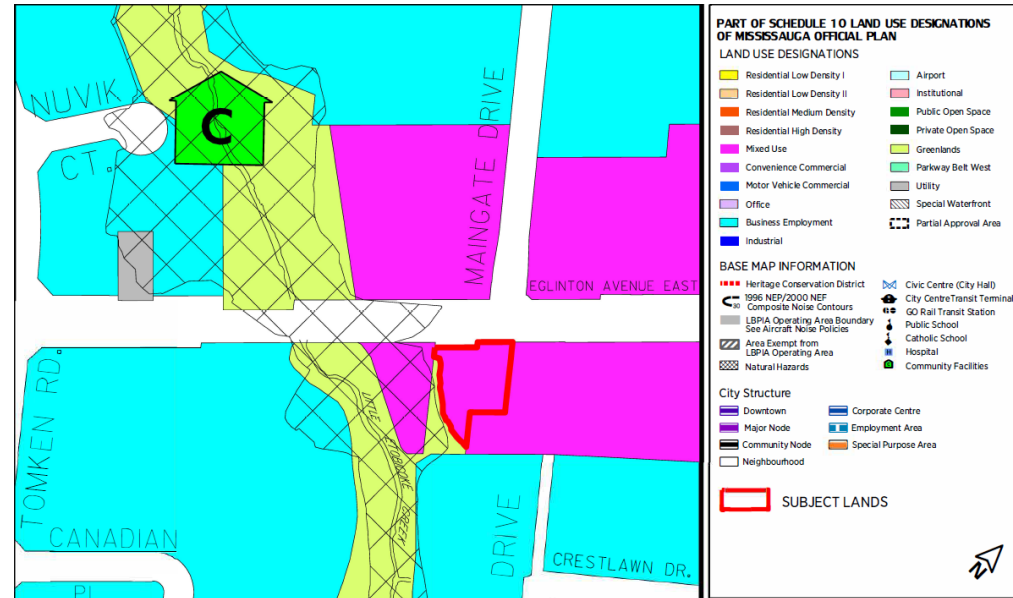 NUVIK
CT.
C
MAINGATE DRIVE
EGLINTON AVENUE EAST
TOMKEN RD.
LITTLE ETOBICOKE CREEK
CANADIAN
PL
DRIVE
CRESTLAWN DR.
PART OF SCHEDULE 10 LAND USE DESIGNATIONS
OF MISSISSAUGA OFFICIAL PLAN
LAND USE DESIGNATIONS
Residential Low Density I
Residential Low Density II
Residential Medium Density
Residential High Density
Mixed Use
Convenience Commercial
Motor Vehicle Commercial
Office
Business Employment
Industrial
Airport
Institutional
Public Open Space
Private Open Space
Greenlands
Parkway Belt West
Utility
Special Waterfront
Partial Approval Area
BASE MAP INFORMATION
Heritage Conservation District
30
1996 NEP/2000 NEF
Composite Noise Contours
LBPIA Operating Area Boundary
See Aircraft Noise Policies
Area Exempt from
LBPIA Operating Area
Natural Hazards
Civic Centre (City Hall)
City Centre Transit Terminal
GO Rail Transit Station
Public School
Catholic School
H
Hospital
Community Facilities
City Structure
Downtown
Major Node
Community Node
Neighbourhood
Corporate Centre
Employment Area
Special Purpose Area
SUBJECT LANDS
N